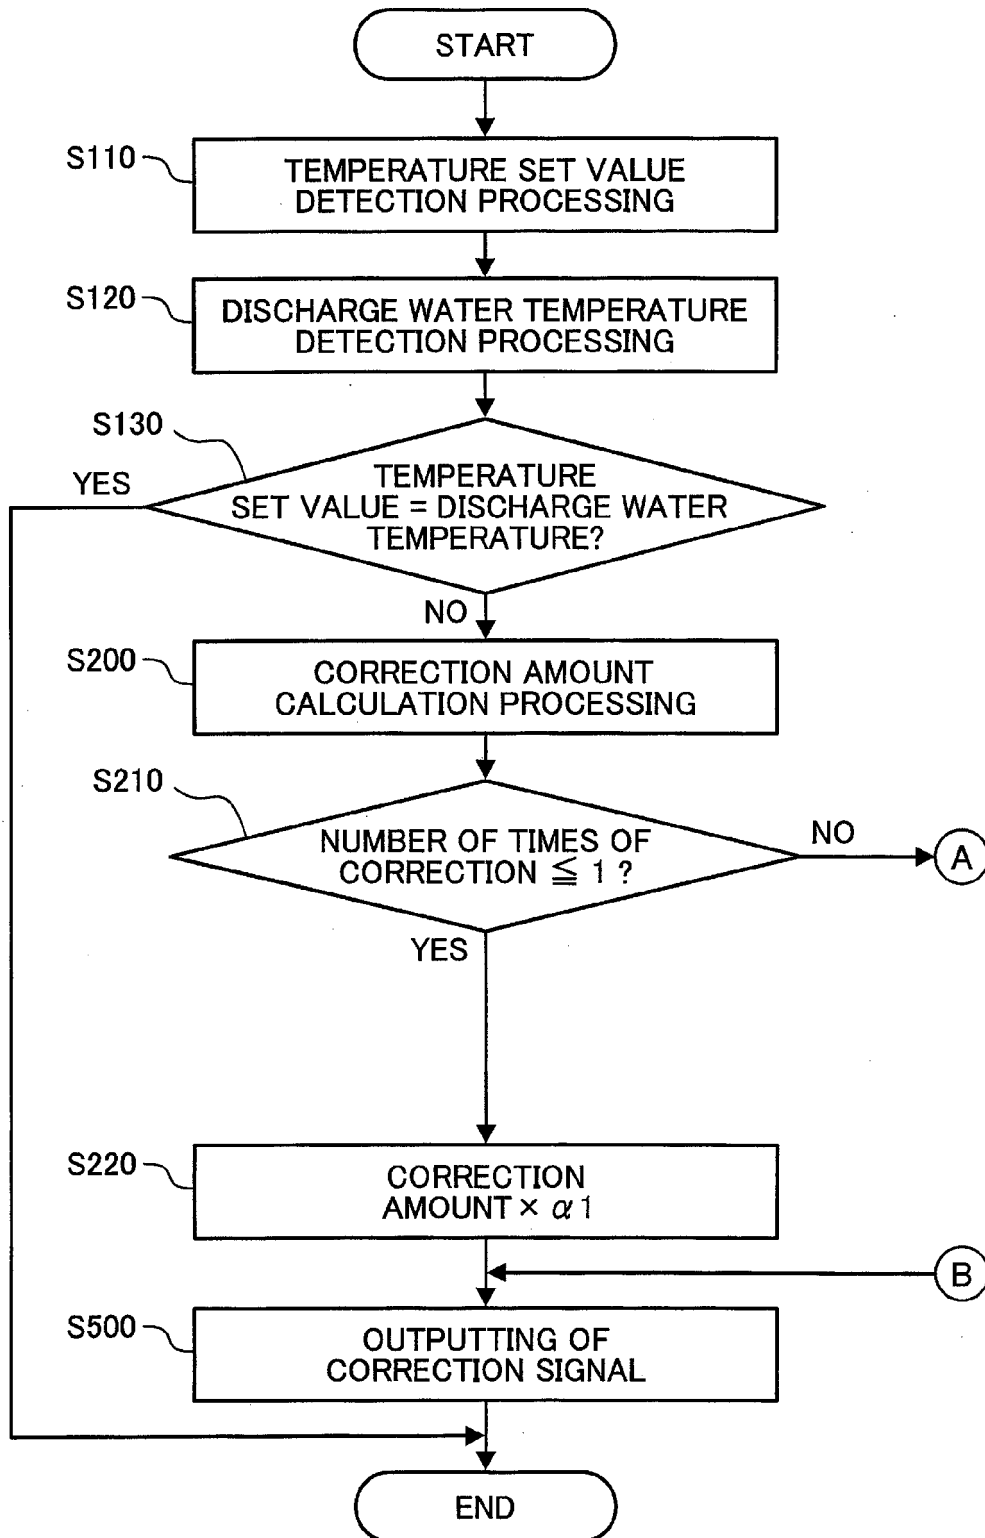 START
S110
TEMPERATURE SET VALUE
DETECTION PROCESSING
S120
DISCHARGE WATER TEMPERATURE
DETECTION PROCESSING
S130
YES
TEMPERATURE
SET VALUE = DISCHARGE WATER
TEMPERATURE?
NO
S200
CORRECTION AMOUNT
CALCULATION PROCESSING
S210
NUMBER OF TIMES OF
CORRECTION ≦ 1 ?
NO
A
YES
S220
CORRECTION
AMOUNT × α1
B
S500
OUTPUTTING OF
CORRECTION SIGNAL
END